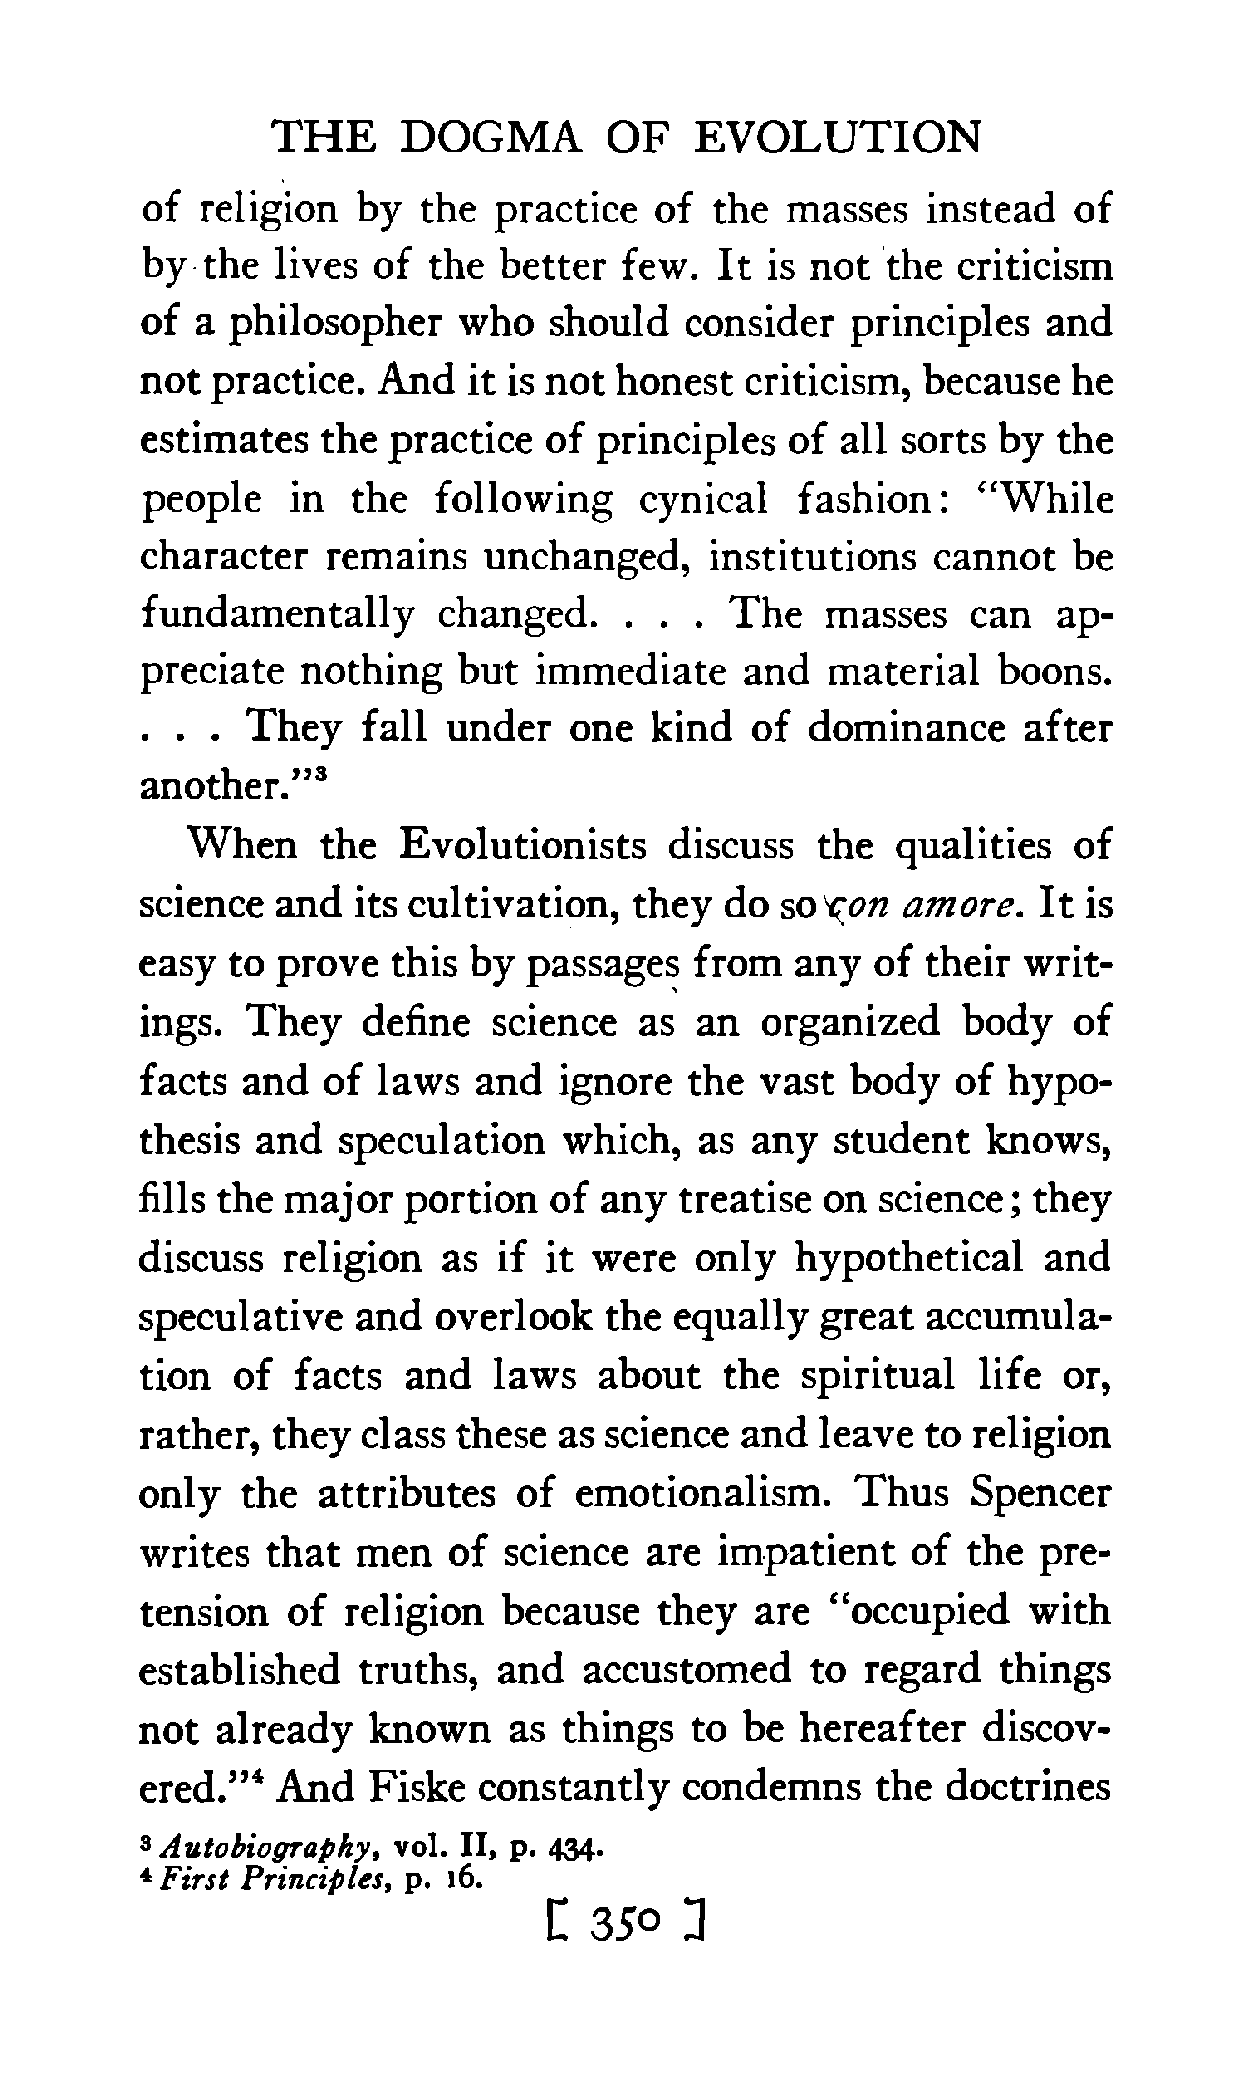 THE DOGMA OF EVOLUTION
of religion by the practice of the masses instead of
by the lives of the better few. It is not the criticism
of a philosopher who should consider principles and
not practice. And it is not honest criticism, because he
estimates the practice of principles of all sorts by the
people in the following cynical fashion: "While
character remains unchanged, institutions cannot be
fundamentally changed. . . . The masses can ap-
preciate nothing but immediate and material boons.
. . . They fall under one kind of dominance after
another."³
When the Evolutionists discuss the qualities of
science and its cultivation, they do so con amore. It is
easy to prove this by passages from any of their writ-
ings. They define science as an organized body of
facts and of laws and ignore the vast body of hypo-
thesis and speculation which, as any student knows,
fills the major portion of any treatise on science; they
discuss religion as if it were only hypothetical and
speculative and overlook the equally great accumula-
tion of facts and laws about the spiritual life or,
rather, they class these as science and leave to religion
only the attributes of emotionalism. Thus Spencer
writes that men of science are impatient of the pre-
tension of religion because they are "occupied with
established truths, and accustomed to regard things
not already known as things to be hereafter discov-
ered."⁴ And Fiske constantly condemns the doctrines
³ Autobiography, vol. II, p. 434.
⁴ First Principles, p. 16.
[ 350 ]